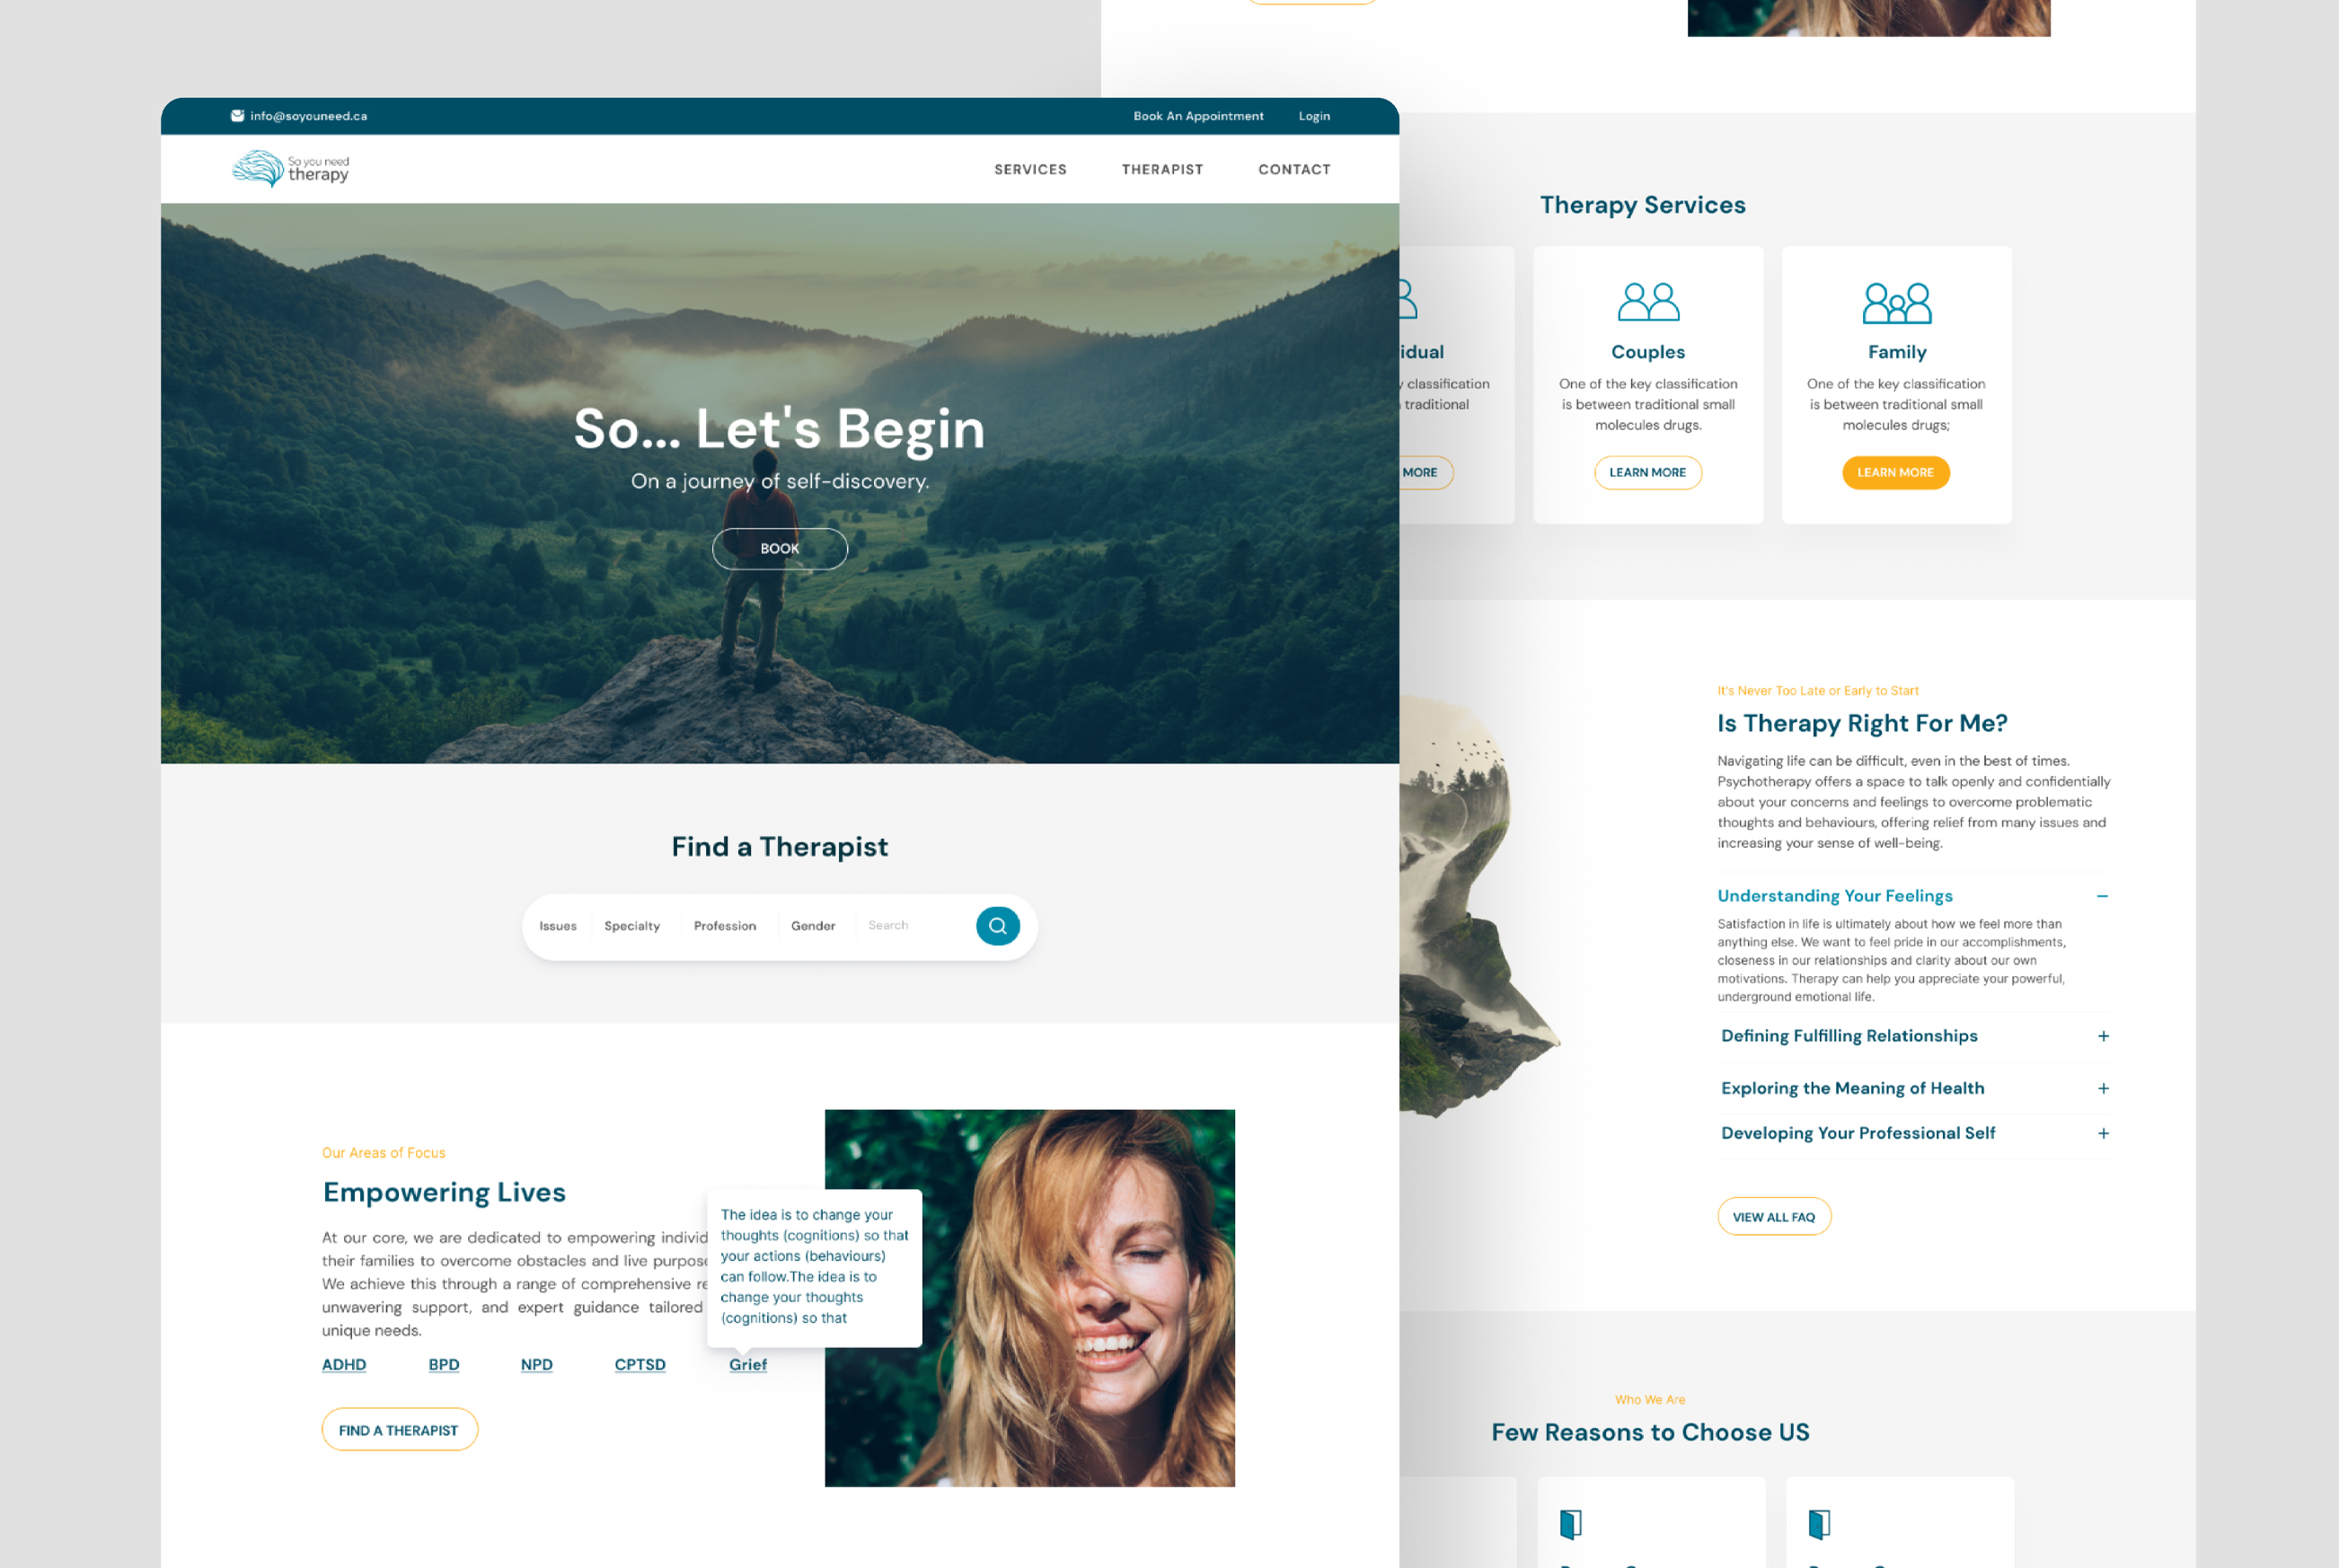 info@soyouneed.ca
Book An Appointment
Login
So you need
therapy
SERVICES
THERAPIST
CONTACT
So... Let's Begin
On a journey of self-discovery.
BOOK
Find a Therapist
Issues
Specialty
Profession
Gender
Search
Our Areas of Focus
Empowering Lives
At our core, we are dedicated to empowering
their families to overcome obstacles and live
We achieve this through a range of comprehensive
unwavering support, and expert guidance tailored
unique needs.
The idea is to change your
thoughts (cognitions) so that
your actions (behaviours)
can follow.The idea is to
change your thoughts
(cognitions) so that
ADHD
BPD
NPD
CPTSD
Grief
FIND A THERAPIST
Therapy Services
idual
classification
traditional
MORE
Couples
One of the key classification
is between traditional small
molecules drugs.
LEARN MORE
Family
One of the key classification
is between traditional small
molecules drugs;
LEARN MORE
It's Never Too Late or Early to Start
Is Therapy Right For Me?
Navigating life can be difficult, even in the best of times.
Psychotherapy offers a space to talk openly and confidentially
about your concerns and feelings to overcome problematic
thoughts and behaviours, offering relief from many issues and
increasing your sense of well-being.
Understanding Your Feelings −
Satisfaction in life is ultimately about how we feel more than
anything else. We want to feel pride in our accomplishments,
closeness in our relationships and clarity about our own
motivations. Therapy can help you appreciate your powerful,
underground emotional life.
Defining Fulfilling Relationships +
Exploring the Meaning of Health +
Developing Your Professional Self +
VIEW ALL FAQ
Who We Are
Few Reasons to Choose US